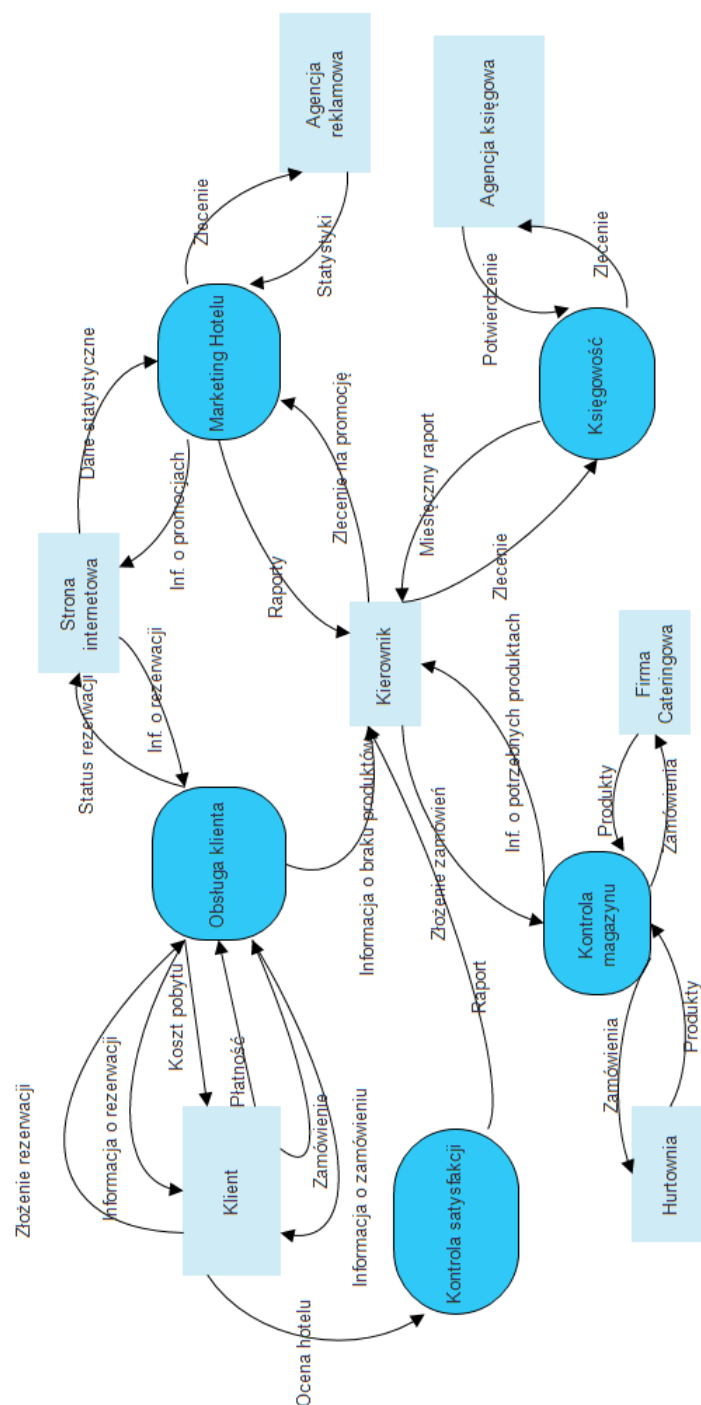 Złożenie rezerwacji
Informacja o rezerwacji
Koszt pobytu
Płatność
Zamówienie
Informacja o zamówieniu
Klient
Ocena hotelu
Kontrola satysfakcji
Raport
Obsługa klienta
Status rezerwacji
Inf. o rezerwacji
Strona
internetowa
Dane statystyczne
Inf. o promocjach
Marketing Hotelu
Zlecenie
Statystyki
Agencja
reklamowa
Raporty
Zlecenie na promocję
Kierownik
Informacja o braku produktów
Złożenie zamówień
Inf. o potrzebnych produktach
Miesięczny raport
Zlecenie
Księgowość
Potwierdzenie
Zlecenie
Agencja księgowa
Kontrola
magazynu
Produkty
Zamówienia
Firma
Cateringowa
Zamówienia
Produkty
Hurtownia